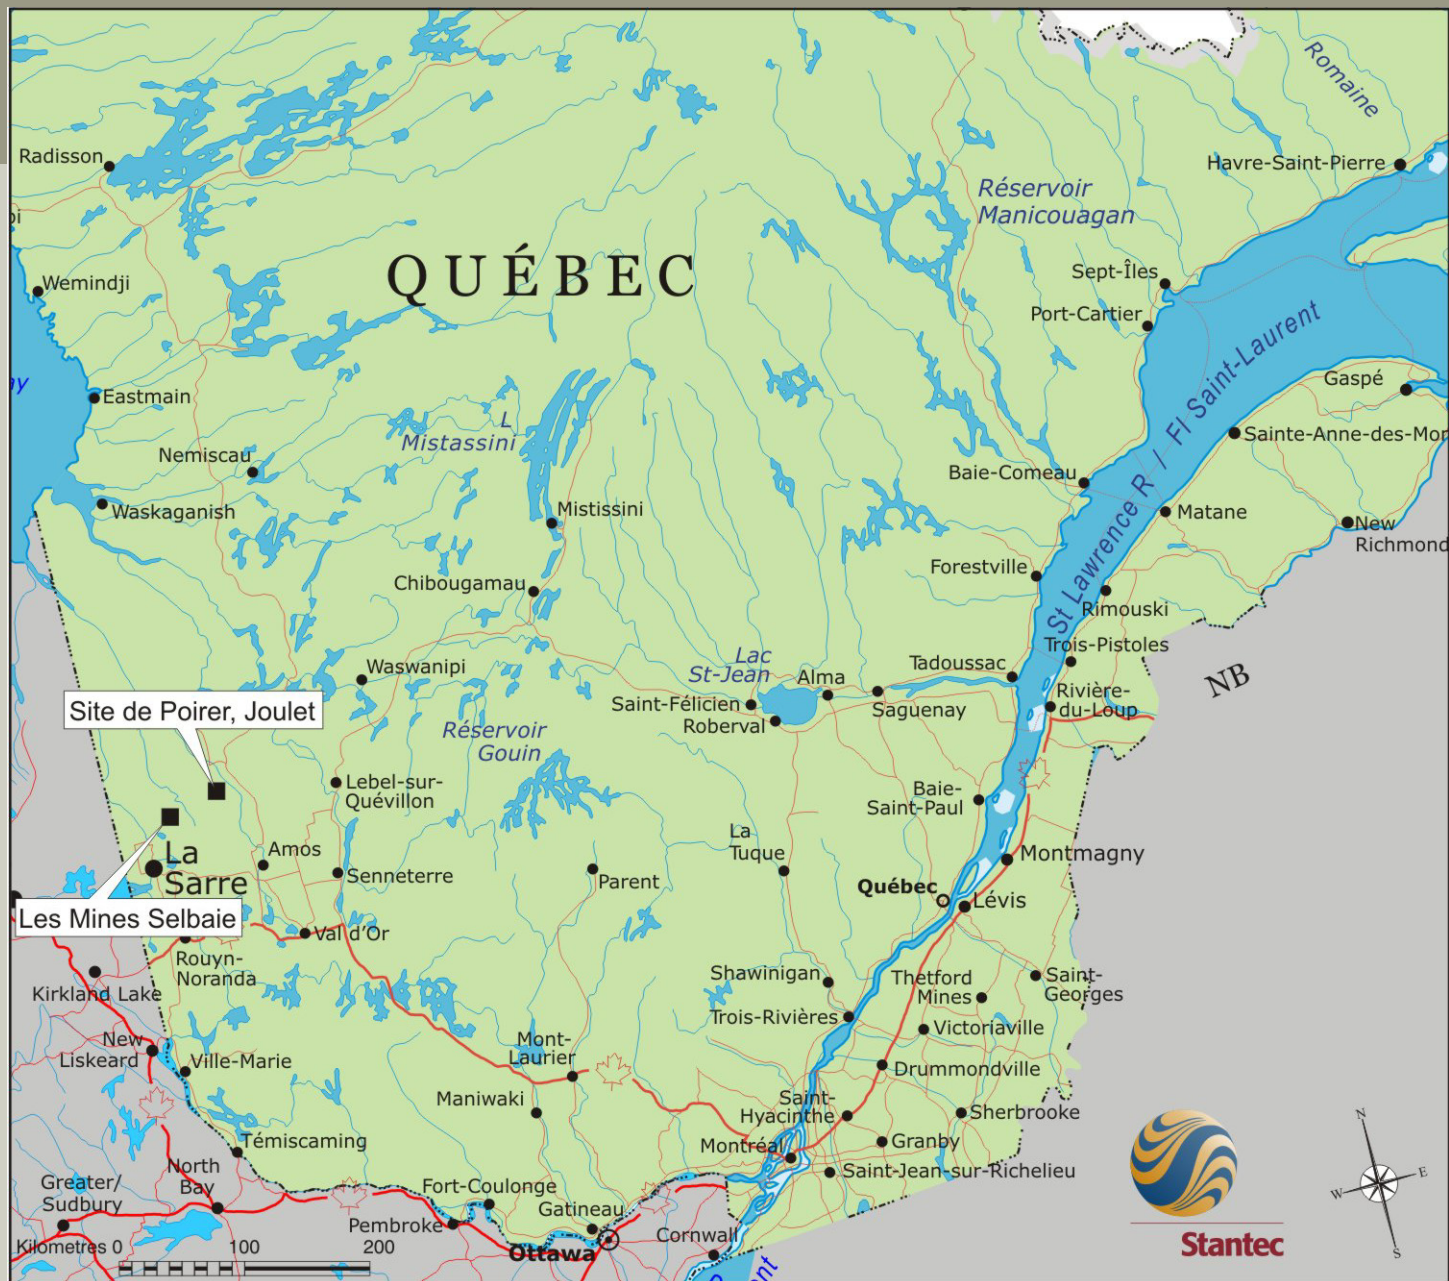 Romaine
Radisson
Havre-Saint-Pierre
Réservoir
Manicouagan
QUÉBEC
Sept-Îles
Wemindji
Port-Cartier
St Lawrence R / Fl Saint-Laurent
Gaspé
Eastmain
L
Mistassini
Sainte-Anne-des-Mon
Nemiscau
Baie-Comeau
Waskaganish
Mistissini
Matane
New
Richmond
Chibougamau
Forestville
Rimouski
Trois-Pistoles
Lac
St-Jean
Waswanipi
Alma
Tadoussac
NB
Saint-Félicien
Saguenay
Rivière-
du-Loup
Site de Poirer, Joulet
Roberval
Réservoir
Gouin
Lebel-sur-
Quévillon
Baie-
Saint-Paul
La
Tuque
Amos
La
Sarre
Senneterre
Parent
Montmagny
Québec
Lévis
Les Mines Selbaie
Val d’Or
Rouyn-
Noranda
Kirkland Lake
Shawinigan
Thetford
Mines
Saint-
Georges
Trois-Rivières
Victoriaville
New
Liskeard
Ville-Marie
Mont-
Laurier
Drummondville
Maniwaki
Saint-
Hyacinthe
Sherbrooke
Témiscaming
Montréal
Granby
Saint-Jean-sur-Richelieu
North
Bay
Greater/
Sudbury
Fort-Coulonge
Gatineau
Pembroke
Ottawa
Cornwall
Kilometres 0 100 200
N
E
W
S
Stantec